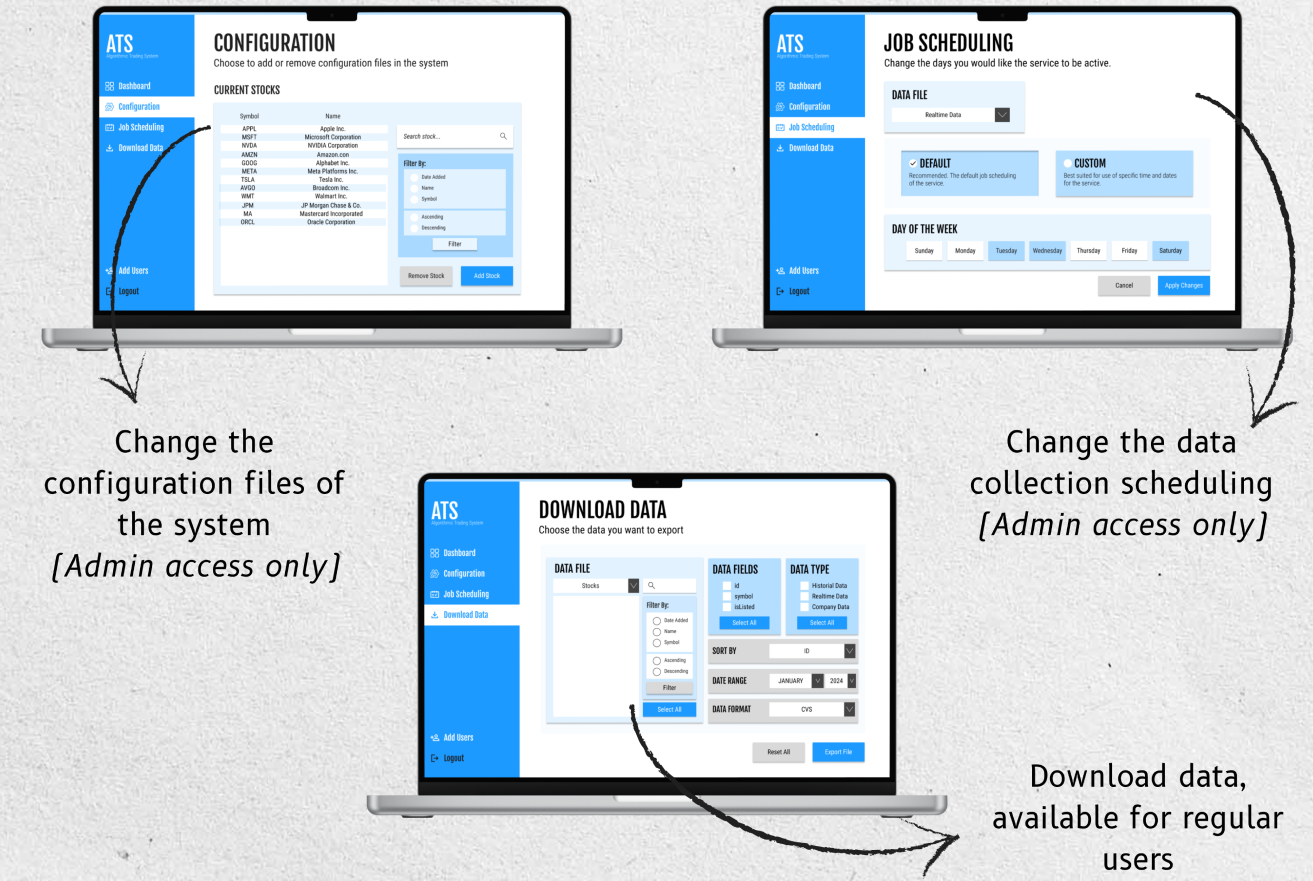 ATS
Algorithmic Trading System
Dashboard
Configuration
Job Scheduling
Download Data
Add Users
Logout
CONFIGURATION
Choose to add or remove configuration files in the system
CURRENT STOCKS
Symbol Name
APPL Apple Inc.
MSFT Microsoft Corporation
NVDA NVIDIA Corporation
AMZN Amazon.con
GOOG Alphabet Inc.
META Meta Platforms Inc.
TSLA Tesla Inc.
AVGO Broadcom Inc.
WMT Walmart Inc.
JPM JP Morgan Chase & Co.
MA Mastercard Incorporated
ORCL Oracle Corporation
Search stock...
Filter By:
Date Added
Name
Symbol
Ascending
Descending
Filter
Remove Stock Add Stock
Change the
configuration files of
the system
[Admin access only]
ATS
Algorithmic Trading System
Dashboard
Configuration
Job Scheduling
Download Data
Add Users
Logout
JOB SCHEDULING
Change the days you would like the service to be active.
DATA FILE
Realtime Data
DEFAULT
Recommended. The default job scheduling
of the service.
CUSTOM
Best suited for use of specific time and dates
for the service.
DAY OF THE WEEK
Sunday Monday Tuesday Wednesday Thursday Friday Saturday
Cancel Apply Changes
Change the data
collection scheduling
[Admin access only]
ATS
Algorithmic Trading System
Dashboard
Configuration
Job Scheduling
Download Data
Add Users
Logout
DOWNLOAD DATA
Choose the data you want to export
DATA FILE
Stocks
Filter By:
Date Added
Name
Symbol
Ascending
Descending
Filter
Select All
DATA FIELDS
id
symbol
isListed
Select All
DATA TYPE
Historial Data
Realtime Data
Company Data
Select All
SORT BY ID
DATE RANGE JANUARY 2024
DATA FORMAT CVS
Reset All Export File
Download data,
available for regular
users